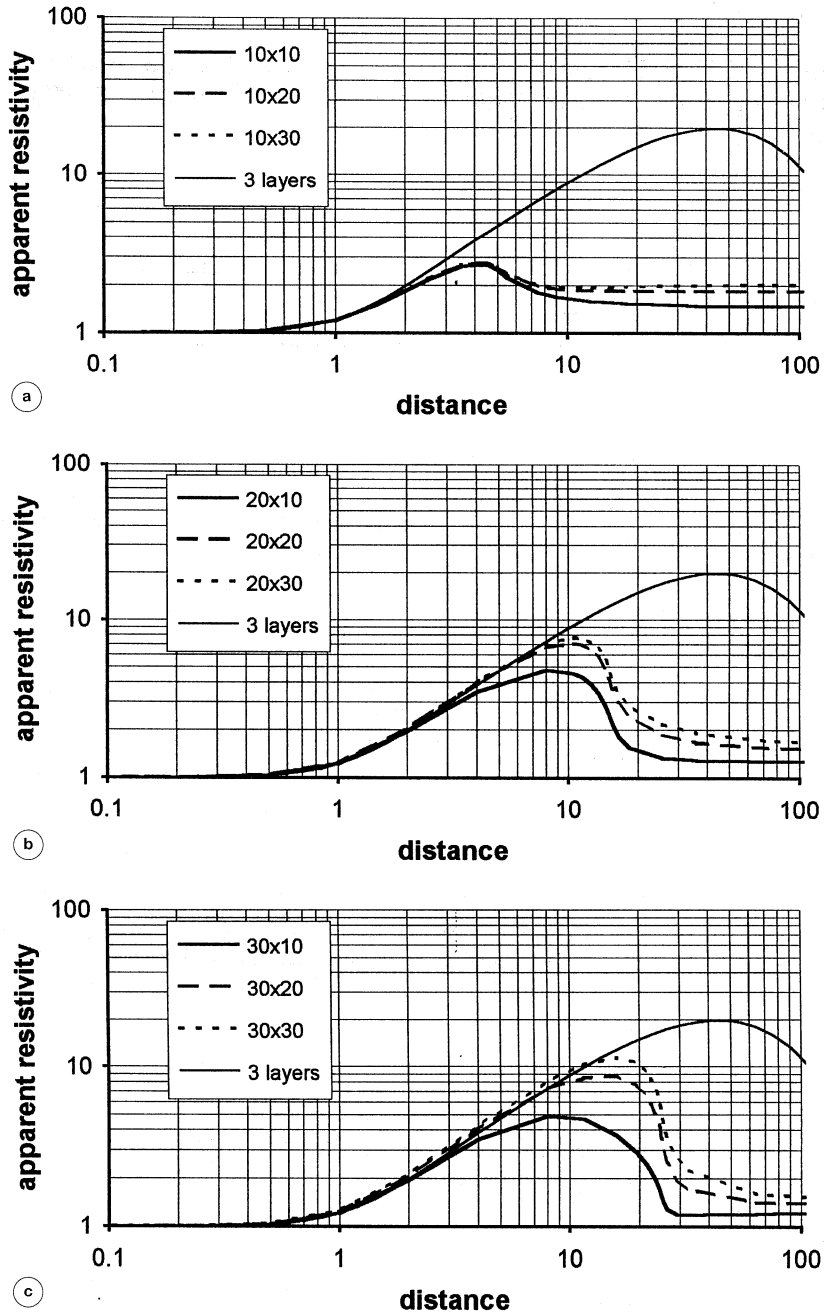 100
10
1
apparent resistivity
10x10
10x20
10x30
3 layers
0.1
1
10
100
distance
a
100
10
1
apparent resistivity
20x10
20x20
20x30
3 layers
0.1
1
10
100
distance
b
100
10
1
apparent resistivity
30x10
30x20
30x30
3 layers
0.1
1
10
100
distance
c